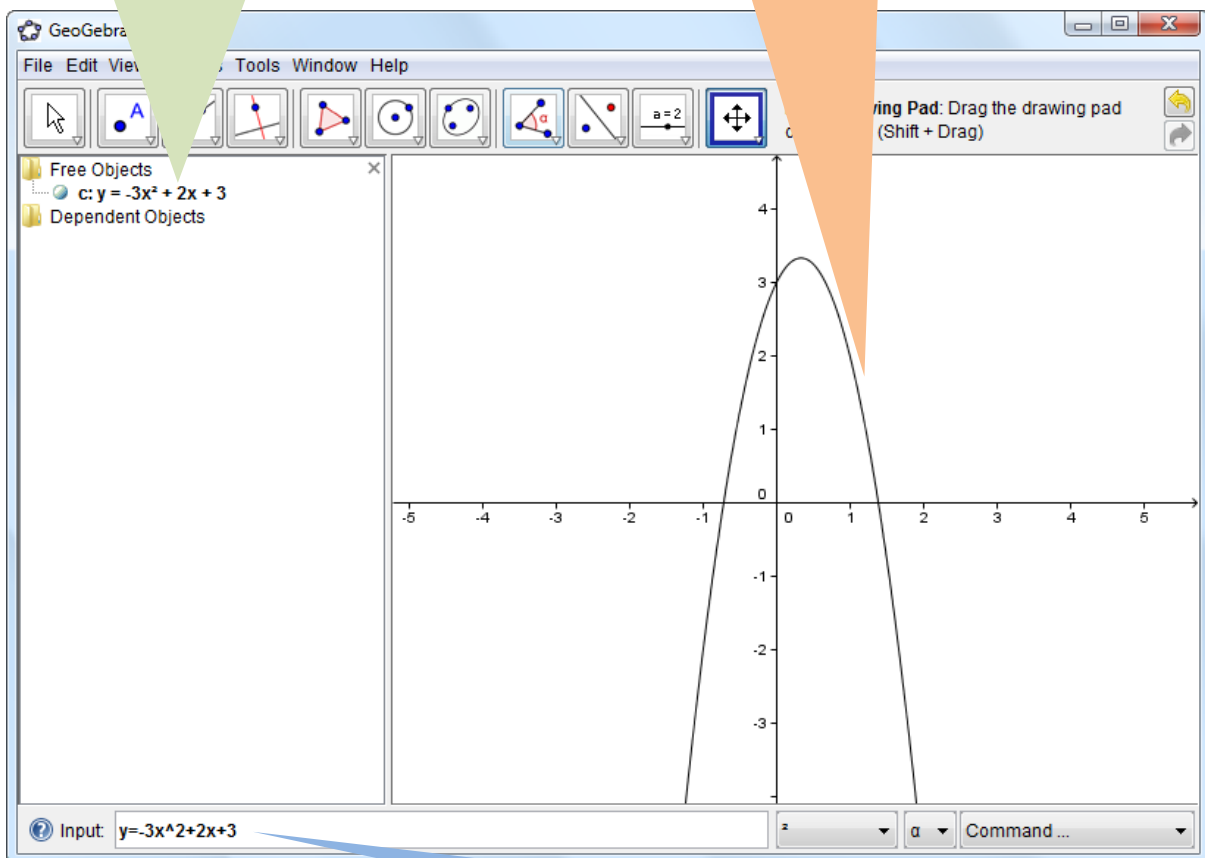 GeoGebra
File Edit View Tools Window Help
A
α
a=2
ving Pad: Drag the drawing pad
(Shift + Drag)
Free Objects
c: y = -3x² + 2x + 3
Dependent Objects
4
3
2
1
0
-5 -4 -3 -2 -1 0 1 2 3 4 5
-1
-2
-3
Input: y=-3x^2+2x+3 ² α Command ...